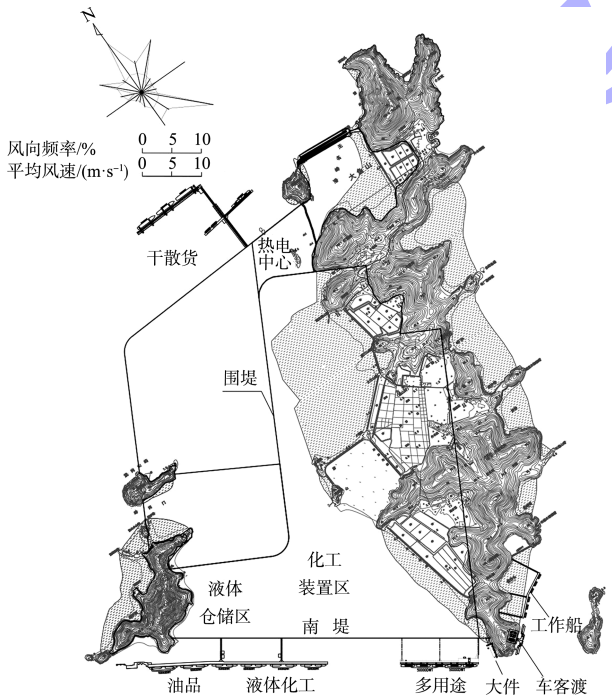 N
风向频率/% 0 5 10
平均风速/(m·s⁻¹) 0 5 10
干散货
热电
中心
围堤
化工
装置区
液体
仓储区
南 堤
工作船
油品
液体化工
多用途
大件
车客渡